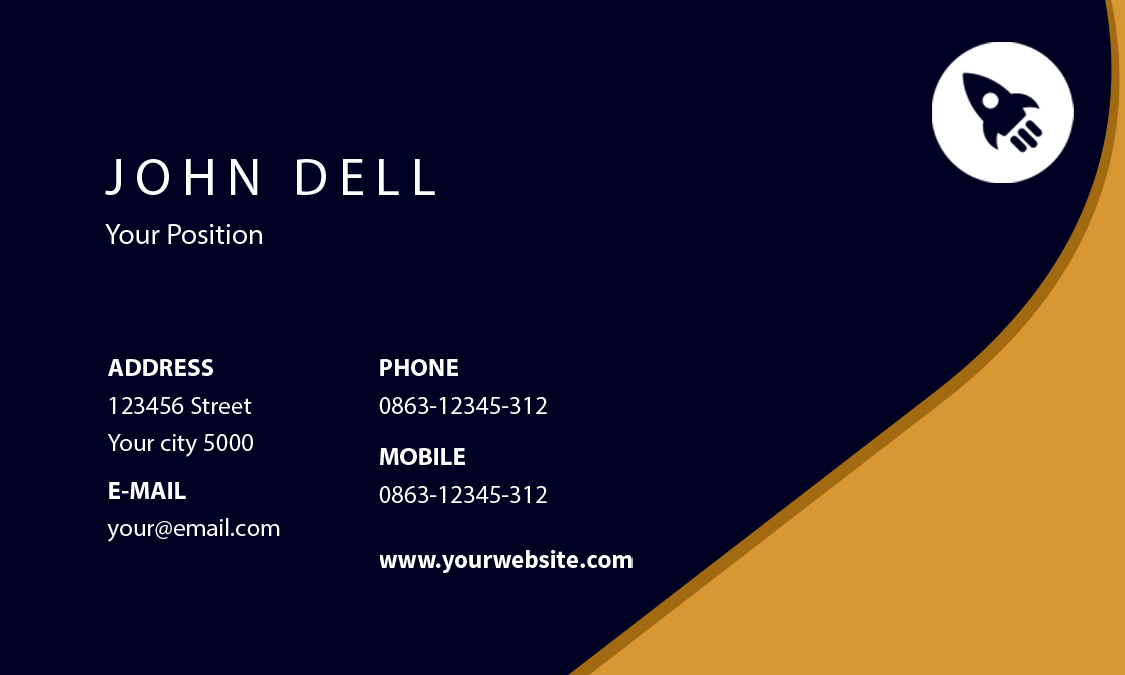 JOHN DELL
Your Position
ADDRESS
123456 Street
Your city 5000
E-MAIL
your@email.com
PHONE
0863-12345-312
MOBILE
0863-12345-312
www.yourwebsite.com